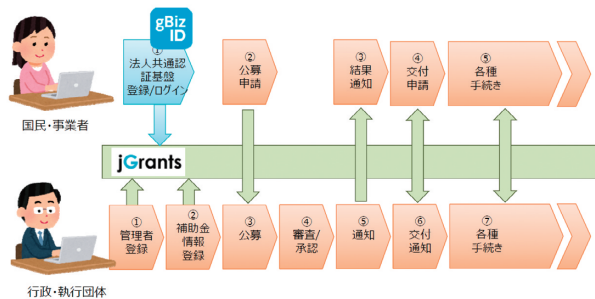 gBiz
ID
①
法人共通認
証基盤
登録/ログイン
②
公募
申請
③
結果
通知
④
交付
申請
⑤
各種
手続き
国民・事業者
jGrants
①
管理者
登録
②
補助金
情報
登録
③
公募
④
審査/
承認
⑤
通知
⑥
交付
通知
⑦
各種
手続き
行政・執行団体